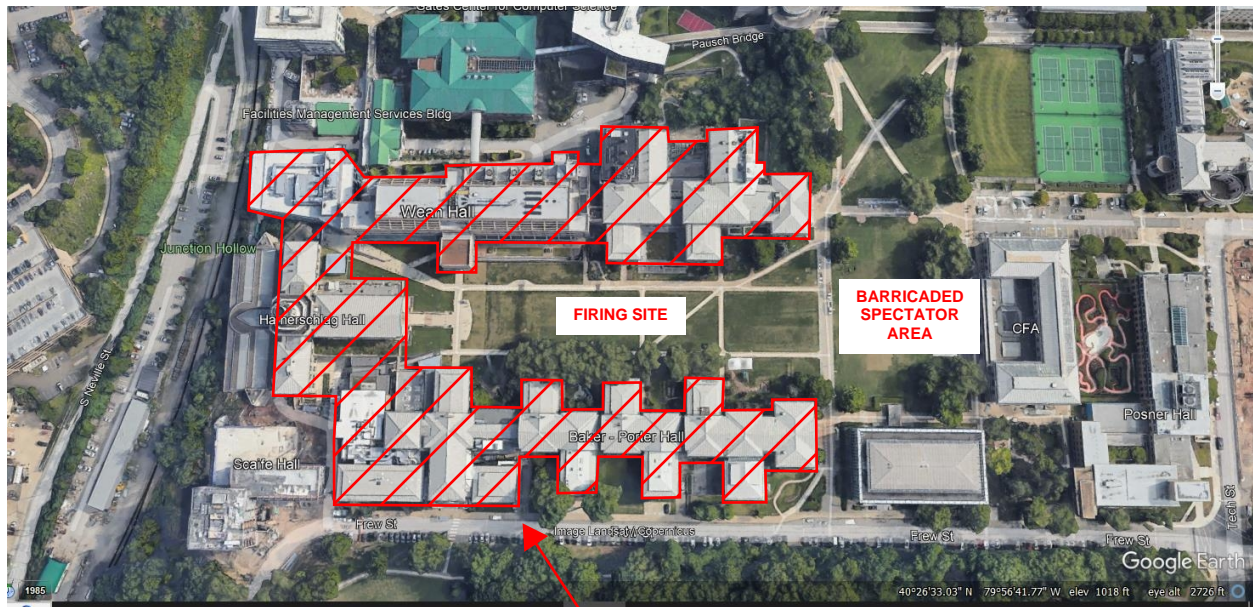 Gates Center for Computer Science
Pausch Bridge
Facilities Management Services Bldg
Wean Hall
Junction Hollow
FIRING SITE
BARRICADED
SPECTATOR
AREA
CFA
Hamerschlag Hall
S Neville St
Posner Hall
Baker - Porter Hall
Scaife Hall
Frew St
Image Landsat / Copernicus
Frew St
Frew St
Tech St
Google Earth
1985
40°26'33.03" N 79°56'41.77" W elev 1018 ft eye alt 2726 ft